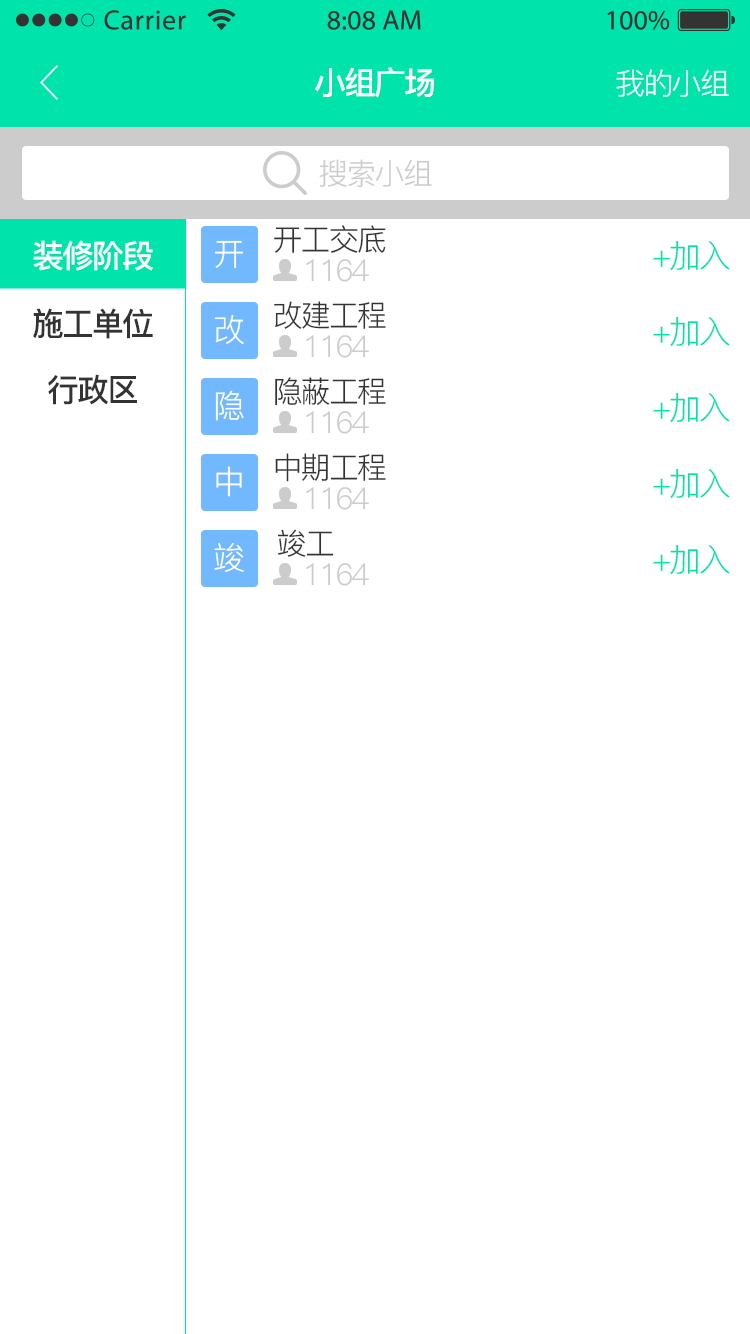 Carrier 8:08 AM 100%
小组广场 我的小组
搜索小组
装修阶段
施工单位
行政区
开 开工交底
1164
+加入
改 改建工程
1164
+加入
隐 隐蔽工程
1164
+加入
中 中期工程
1164
+加入
竣 竣工
1164
+加入